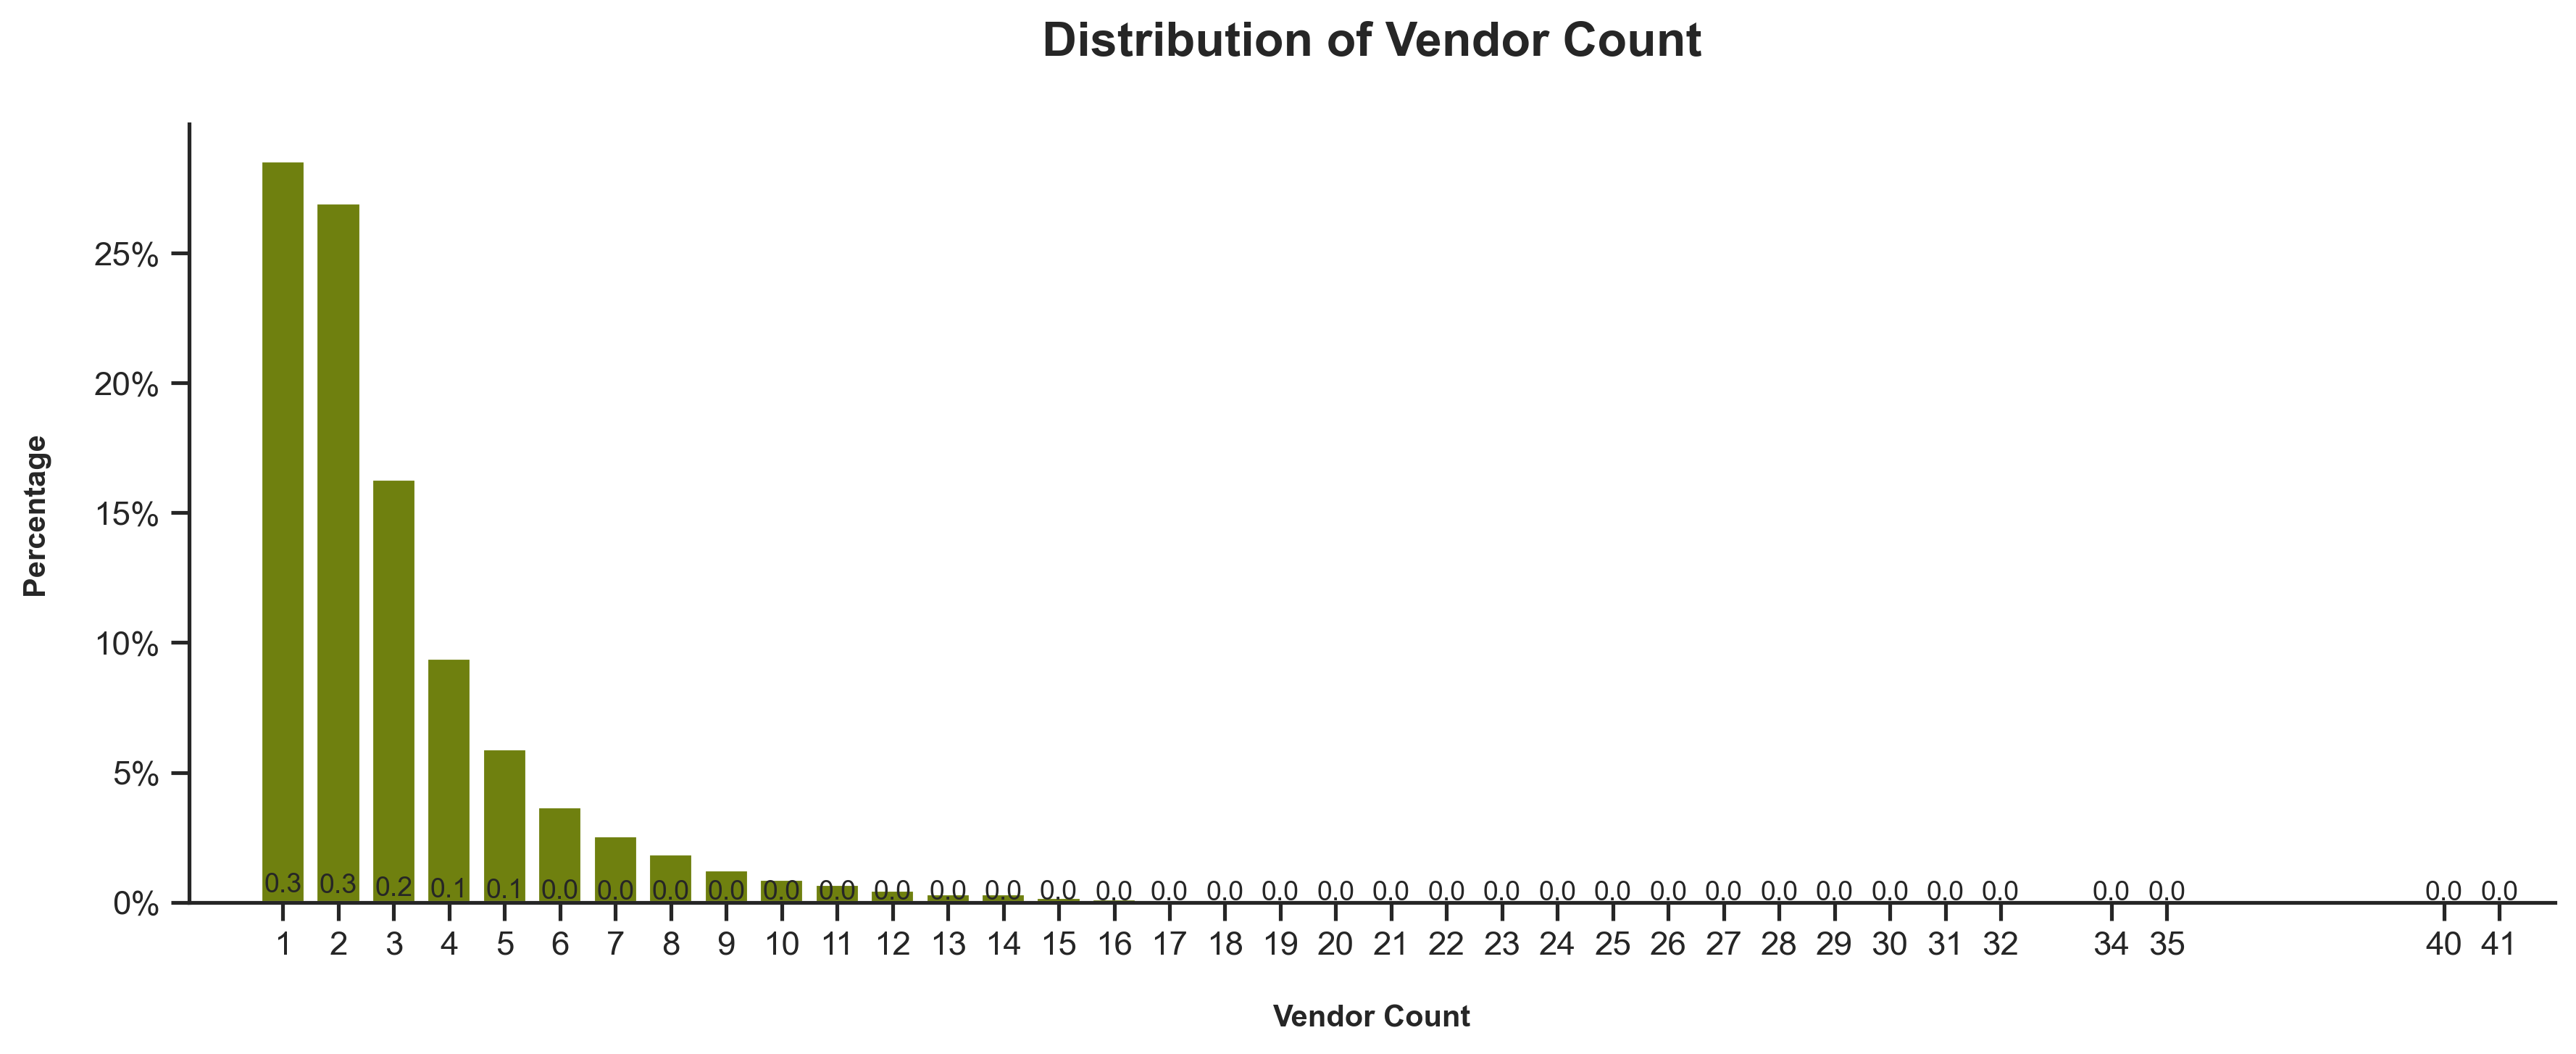 Distribution of Vendor Count
Percentage
25%
20%
15%
10%
5%
0%
0.3 0.3 0.2 0.1 0.1 0.0 0.0 0.0 0.0 0.0 0.0 0.0 0.0 0.0 0.0 0.0 0.0 0.0 0.0 0.0 0.0 0.0 0.0 0.0 0.0 0.0 0.0 0.0 0.0 0.0 0.0 0.0 0.0 0.0 0.0 0.0
1 2 3 4 5 6 7 8 9 10 11 12 13 14 15 16 17 18 19 20 21 22 23 24 25 26 27 28 29 30 31 32 34 35 40 41
Vendor Count